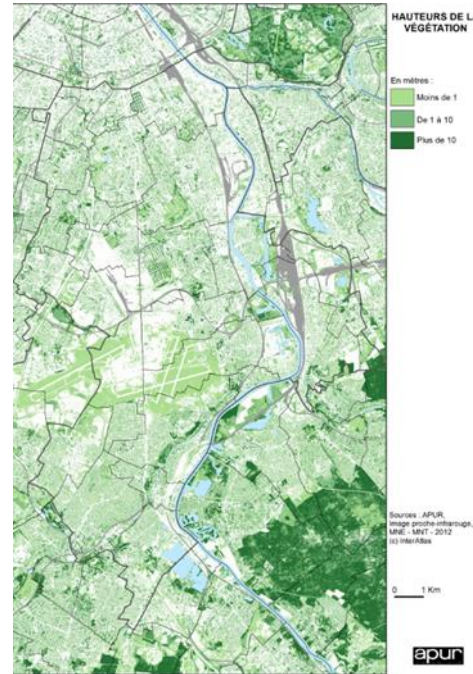 HAUTEURS DE L
VÉGÉTATION
En mètres :
Moins de 1
De 1 à 10
Plus de 10
Sources : APUR,
Image proche-infrarouge,
MNE - MNT - 2012
(c) InterAtlas
0 1 Km
apur